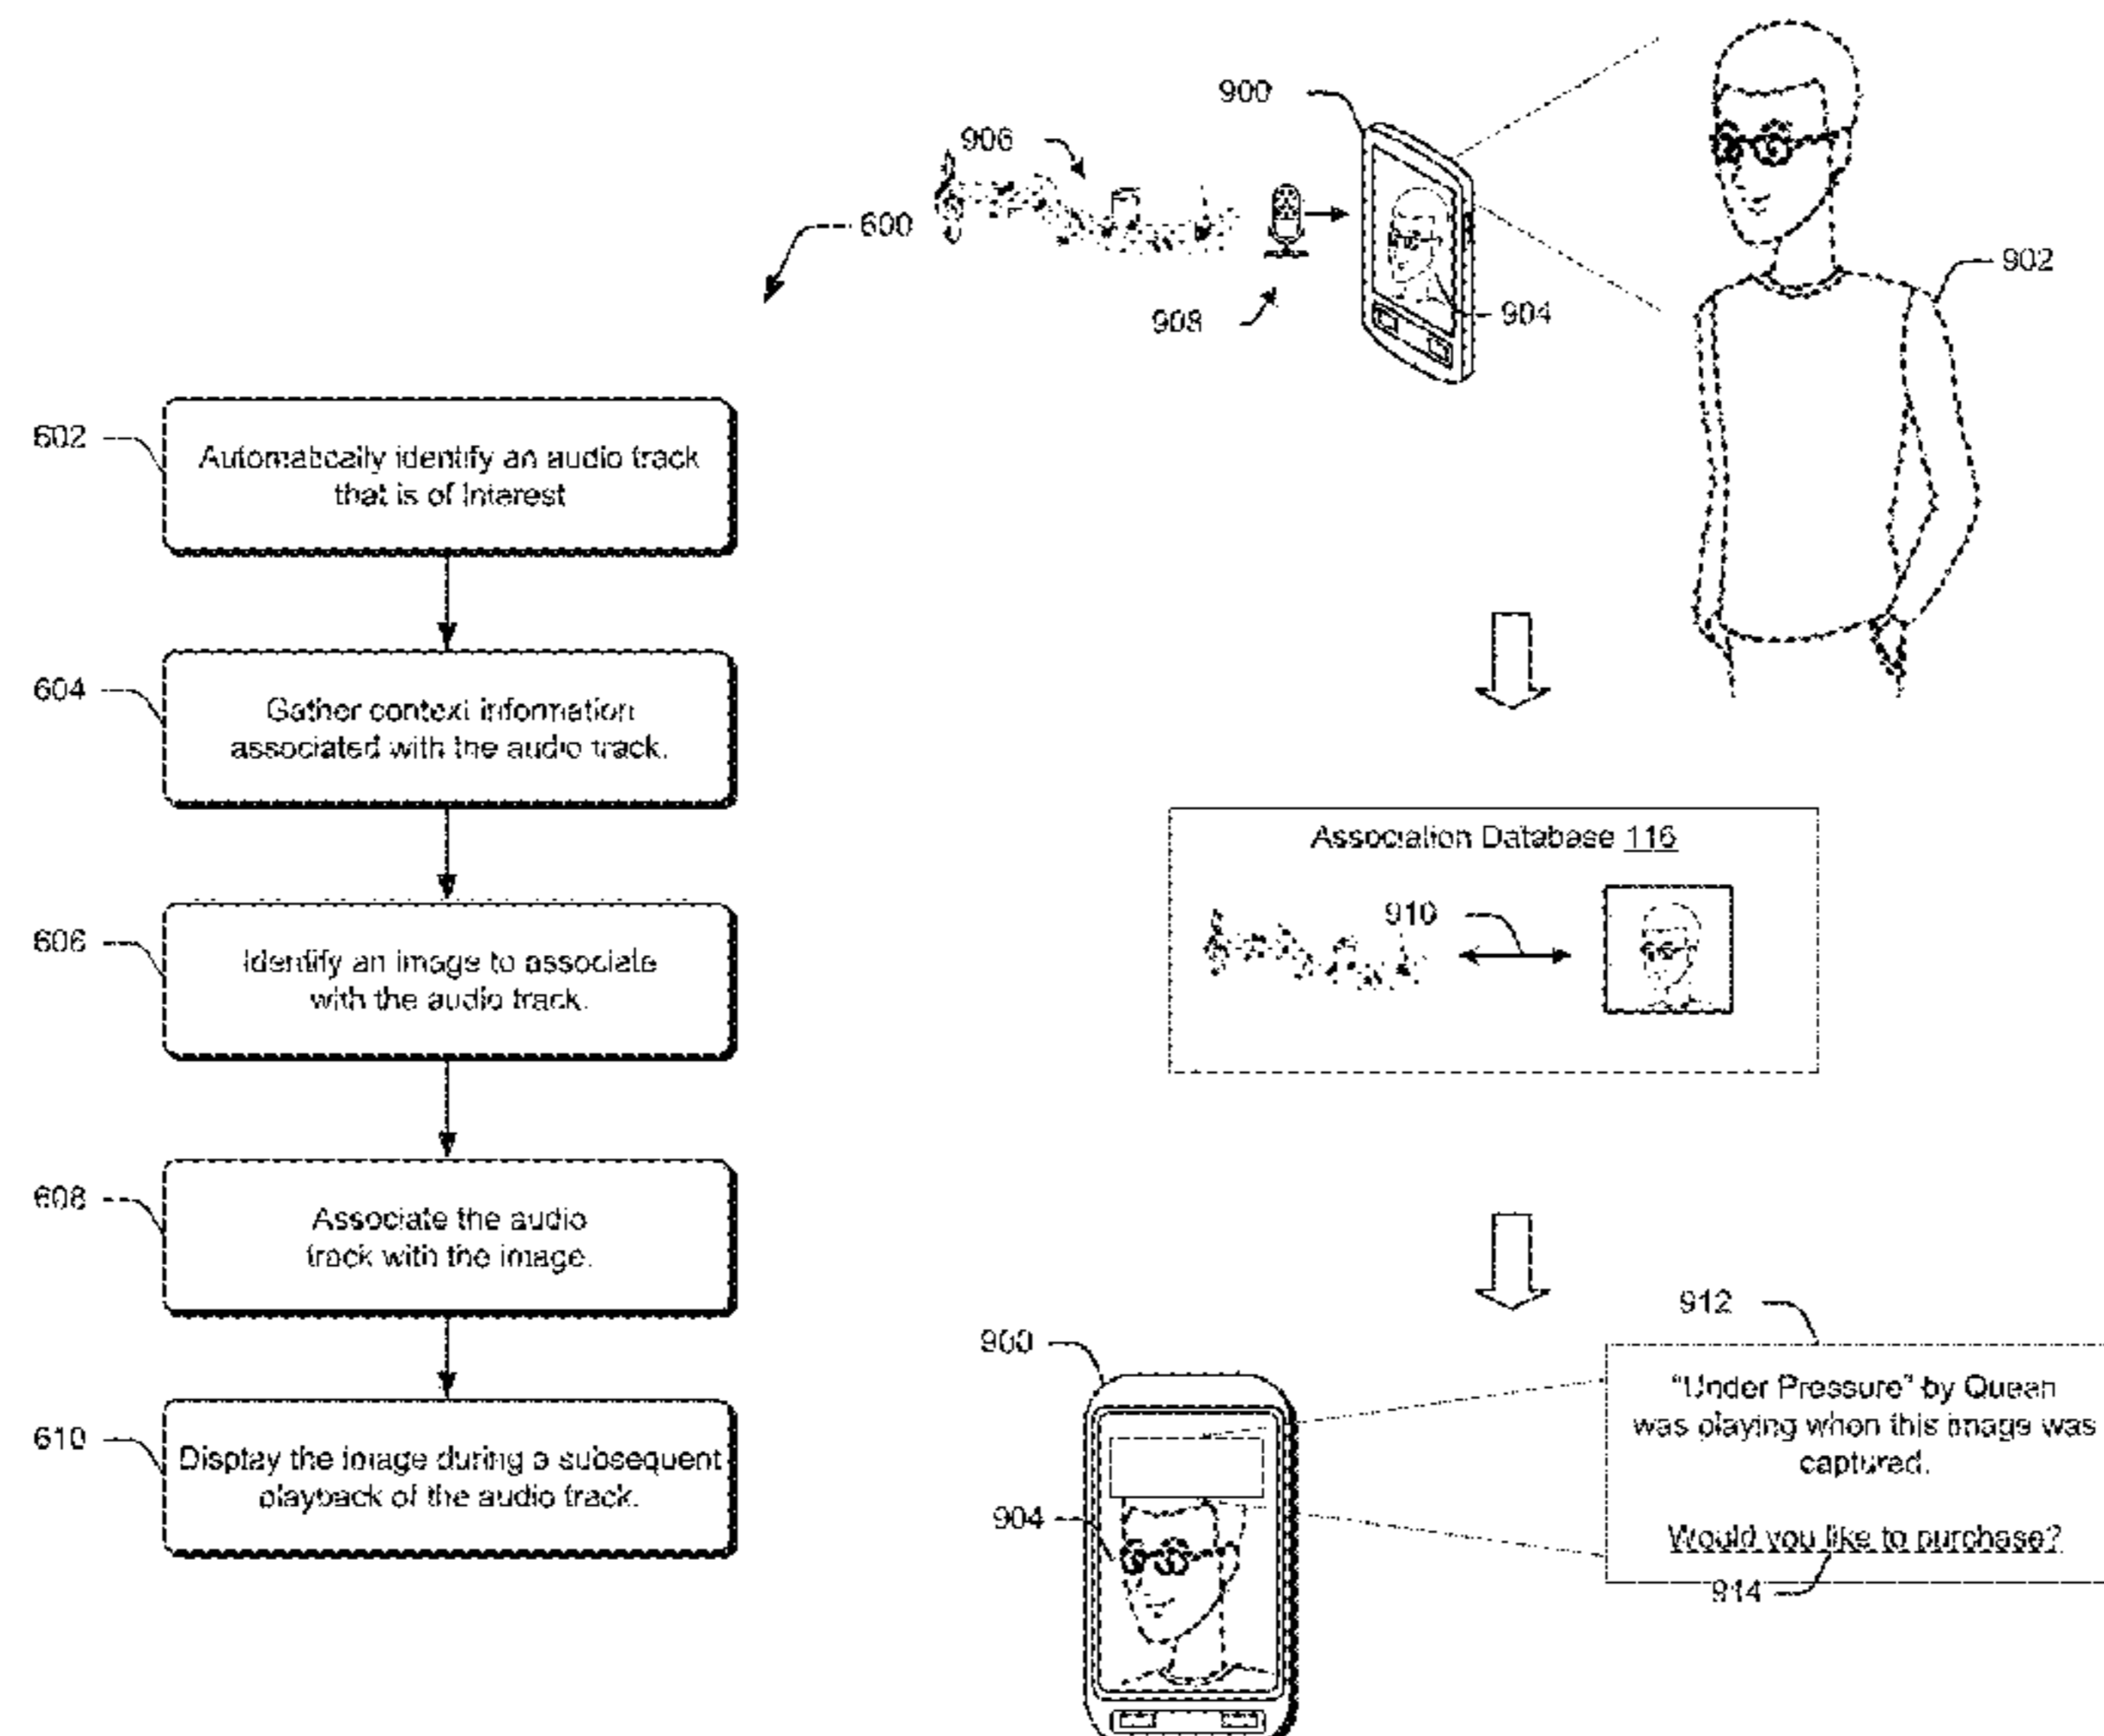 600
602
Automatically identify an audio track
that is of Interest
604
Gather context information
associated with the audio track.
606
Identify an image to associate
with the audio track.
608
Associate the audio
track with the image.
610
Display the image during a subsequent
playback of the audio track.
900
906
902
908
904
Association Database 116
910
912
900
"Under Pressure" by Queen
was playing when this image was
captured.
904
Would you like to purchase?
914